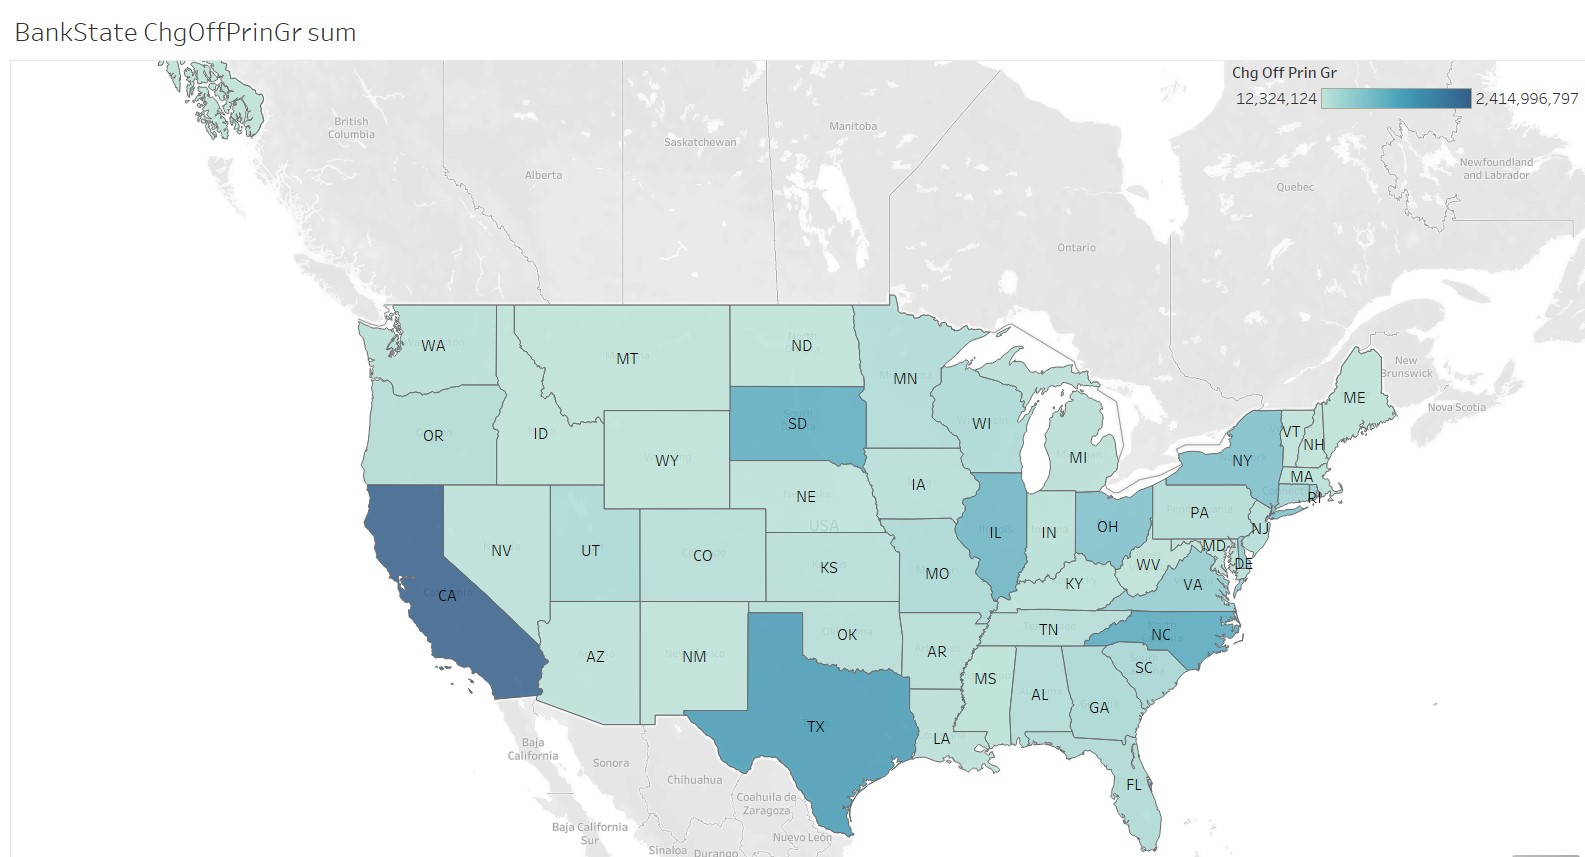 BankState ChgOffPrinGr sum
Chg Off Prin Gr
12,324,124
2,414,996,797
British
Columbia
Alberta
Saskatchewan
Manitoba
Ontario
Quebec
Newfoundland
and Labrador
New
Brunswick
Nova Scotia
WA
MT
ND
MN
OR
ID
SD
WI
WY
MI
NY
VT
NH
ME
IA
NE
USA
MA
RI
PA
NJ
NV
UT
CO
KS
MO
IL
IN
OH
WV
MD
DE
VA
KY
CA
AZ
NM
OK
AR
TN
NC
SC
MS
AL
GA
TX
LA
FL
Baja
California
Sonora
Chihuahua
Coahuila de
Zaragoza
Nuevo León
Baja California
Sur
Sinaloa
Durango